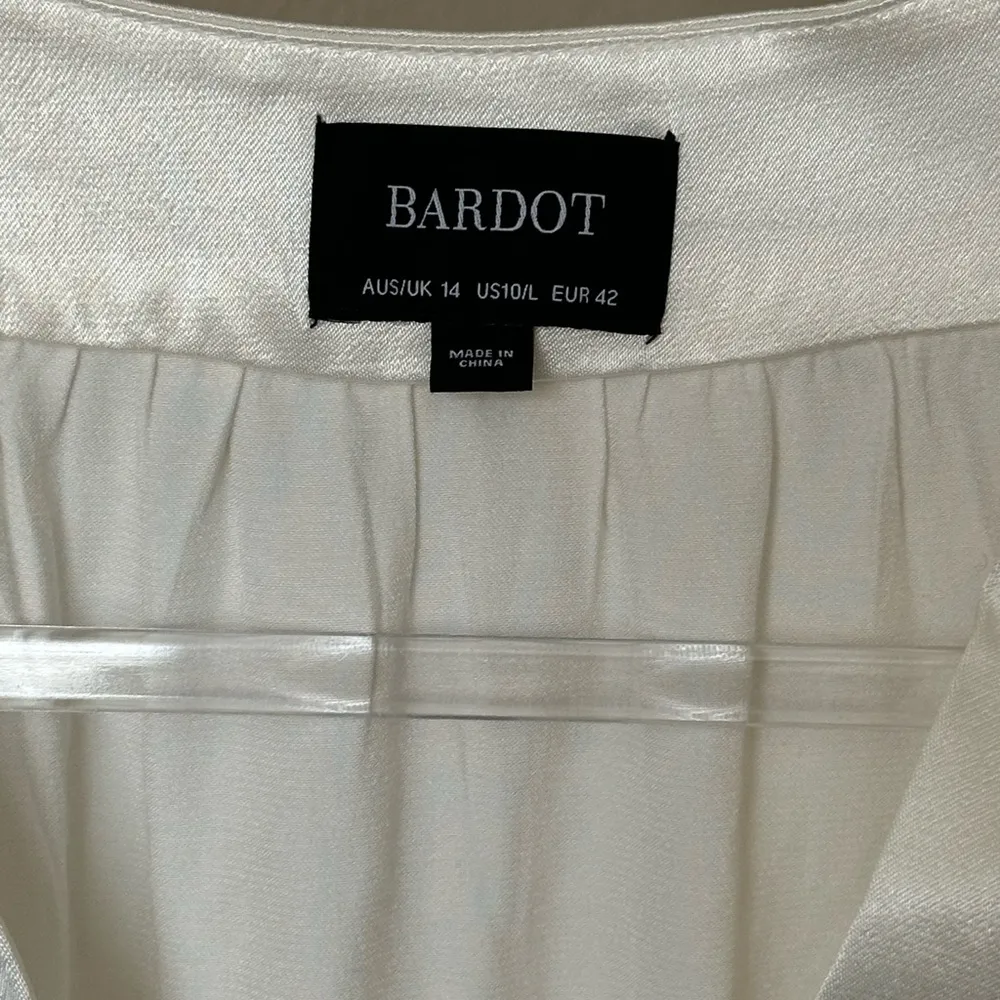 BARDOT
AUS/UK 14 US10/L EUR 42
MADE IN
CHINA